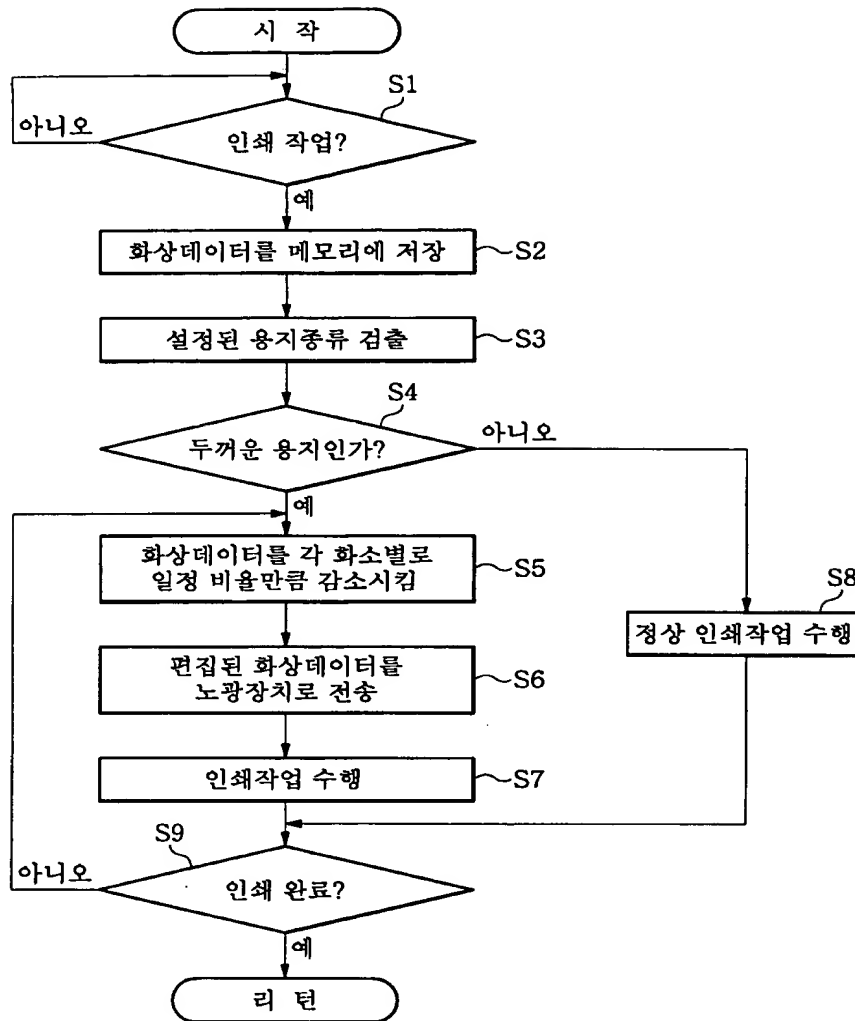 시 작
S1
아니오
인쇄 작업?
예
화상데이터를 메모리에 저장
S2
설정된 용지종류 검출
S3
S4
두꺼운 용지인가?
아니오
예
화상데이터를 각 화소별로
일정 비율만큼 감소시킴
S5
S8
정상 인쇄작업 수행
편집된 화상데이터를
노광장치로 전송
S6
인쇄작업 수행
S7
S9
아니오
인쇄 완료?
예
리 턴